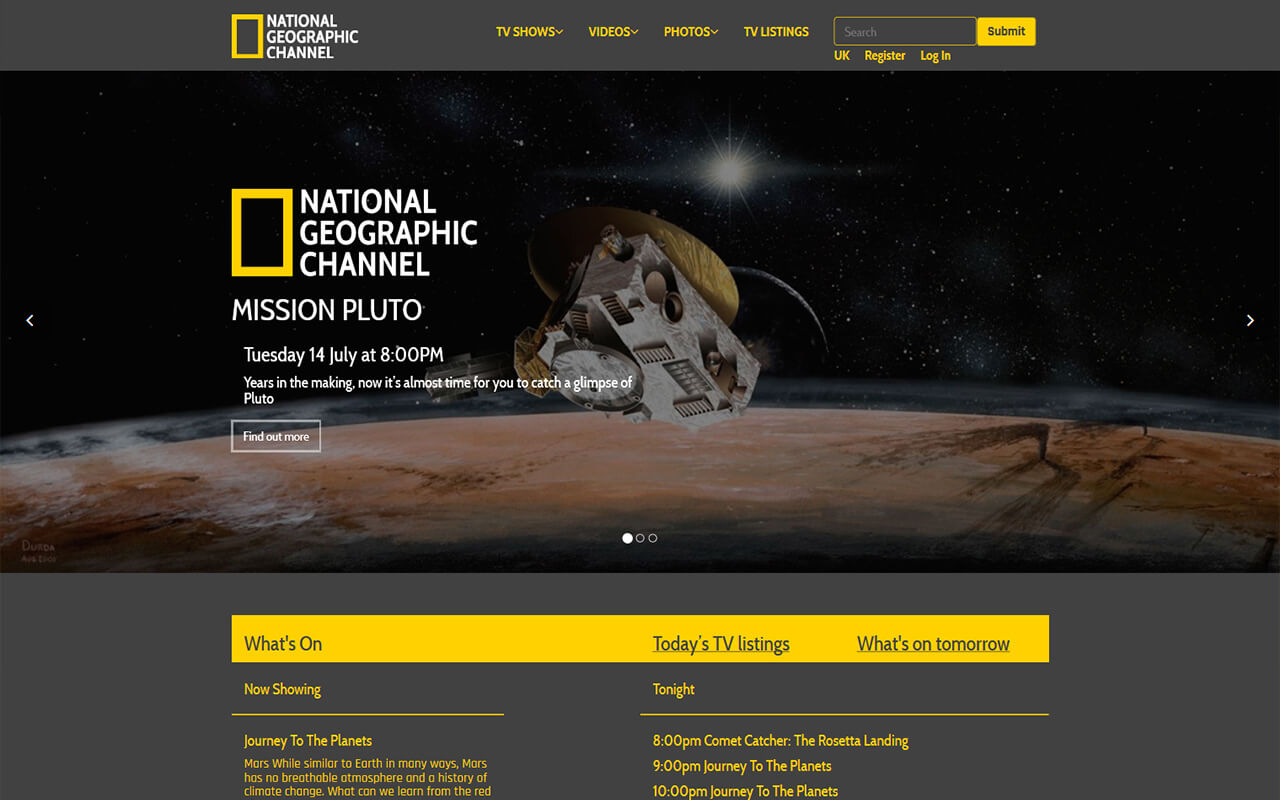 NATIONAL
GEOGRAPHIC
CHANNEL
TV SHOWS
VIDEOS
PHOTOS
TV LISTINGS
Search
Submit
UK
Register
Log In
NATIONAL
GEOGRAPHIC
CHANNEL
MISSION PLUTO
Tuesday 14 July at 8:00PM
Years in the making, now it's almost time for you to catch a glimpse of
Pluto
Find out more
DURDA
What's On
Today's TV listings
What's on tomorrow
Now Showing
Journey To The Planets
Mars While similar to Earth in many ways, Mars
has no breathable atmosphere and a history of
climate change. What can we learn from the red
Tonight
8:00pm Comet Catcher: The Rosetta Landing
9:00pm Journey To The Planets
10:00pm Journey To The Planets